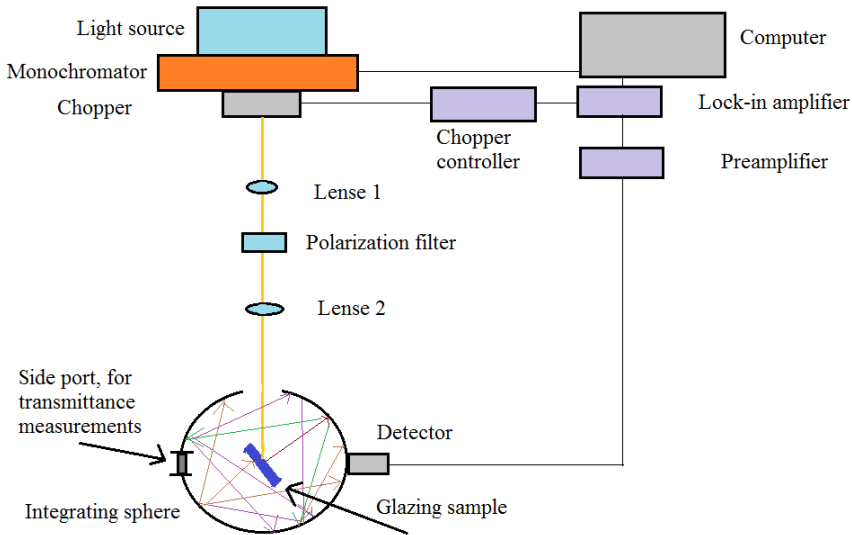 Light source
Computer
Monochromator
Chopper
Lock-in amplifier
Chopper
controller
Preamplifier
Lense 1
Polarization filter
Lense 2
Side port, for
transmittance
measurements
Detector
Integrating sphere
Glazing sample